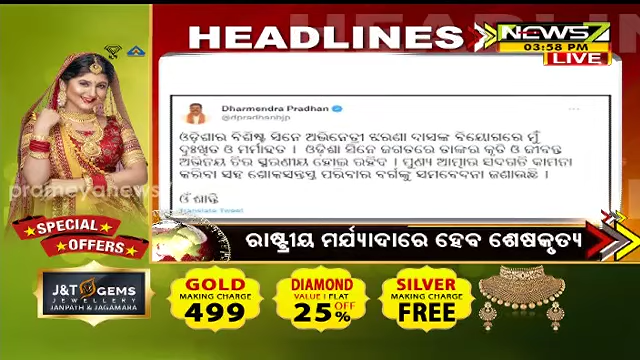 HEADLINES
NEWS7
03:58 PM
LIVE
Dharmendra Pradhan
@dpradhanbjp
ଓଡ଼ିଶାର ବିଶିଷ୍ଟ ସିନେ ଅଭିନେତ୍ରୀ ଝରଣା ଦାସଙ୍କ ବିୟୋଗରେ ମୁଁ
ଦୁଃଖିତ ଓ ମର୍ମାହତ । ଓଡ଼ିଶା ସିନେ ଜଗତରେ ତାଙ୍କର କୃତି ଓ ଜୀବନ୍ତ
ଅଭିନୟ ଚିର ସ୍ମରଣୀୟ ହୋଇ ରହିବ । ପୁଣ୍ୟ ଆତ୍ମାର ସଦଗତି କାମନା
କରିବା ସହ ଶୋକସନ୍ତପ୍ତ ପରିବାର ବର୍ଗଙ୍କୁ ସମବେଦନା ଜଣାଉଛି ।
ଓଁ ଶାନ୍ତି
Translate Tweet
prameyanews7
SPECIAL
OFFERS
ରାଷ୍ଟ୍ରୀୟ ମର୍ଯ୍ୟାଦାରେ ହେବ ଶେଷକୃତ୍ୟ
J&T GEMS
JEWELLERY
JANPATH & JAGAMARA
GOLD
MAKING CHARGE
499
DIAMOND
VALUE | FLAT
25% OFF
SILVER
MAKING CHARGE
FREE